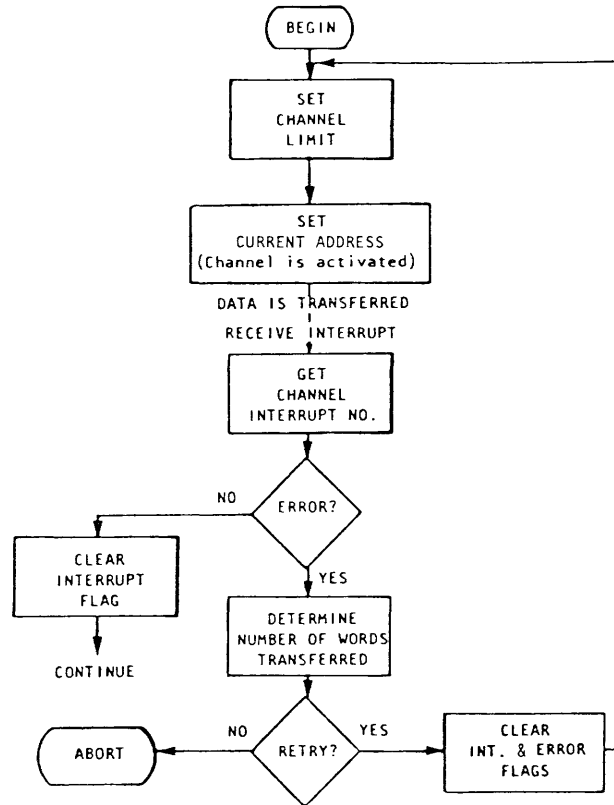 BEGIN
SET
CHANNEL
LIMIT
SET
CURRENT ADDRESS
(Channel is activated)
DATA IS TRANSFERRED
RECEIVE INTERRUPT
GET
CHANNEL
INTERRUPT NO.
NO
ERROR?
CLEAR
INTERRUPT
FLAG
YES
CONTINUE
DETERMINE
NUMBER OF WORDS
TRANSFERRED
NO
YES
ABORT
RETRY?
CLEAR
INT. & ERROR
FLAGS